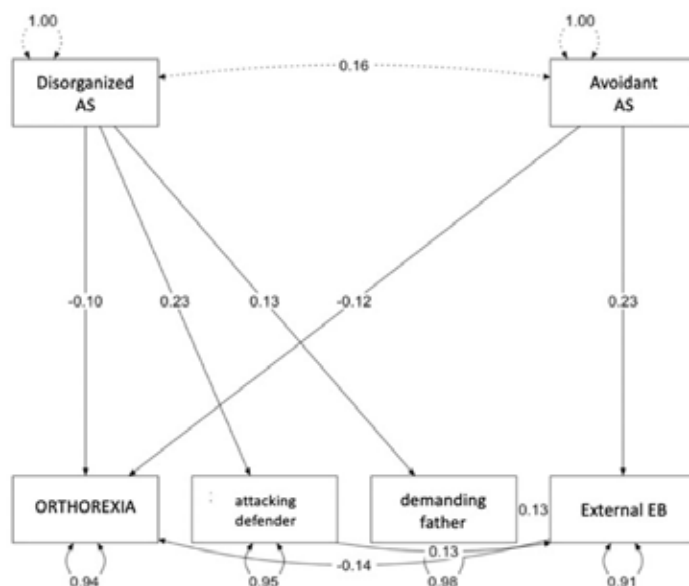 1.00
1.00
Disorganized
AS
0.16
Avoidant
AS
-0.10
0.23
0.13
-0.12
0.23
ORTHOREXIA
: attacking
defender
demanding
father
0.13
External EB
0.13
-0.14
0.94
0.95
0.98
0.91